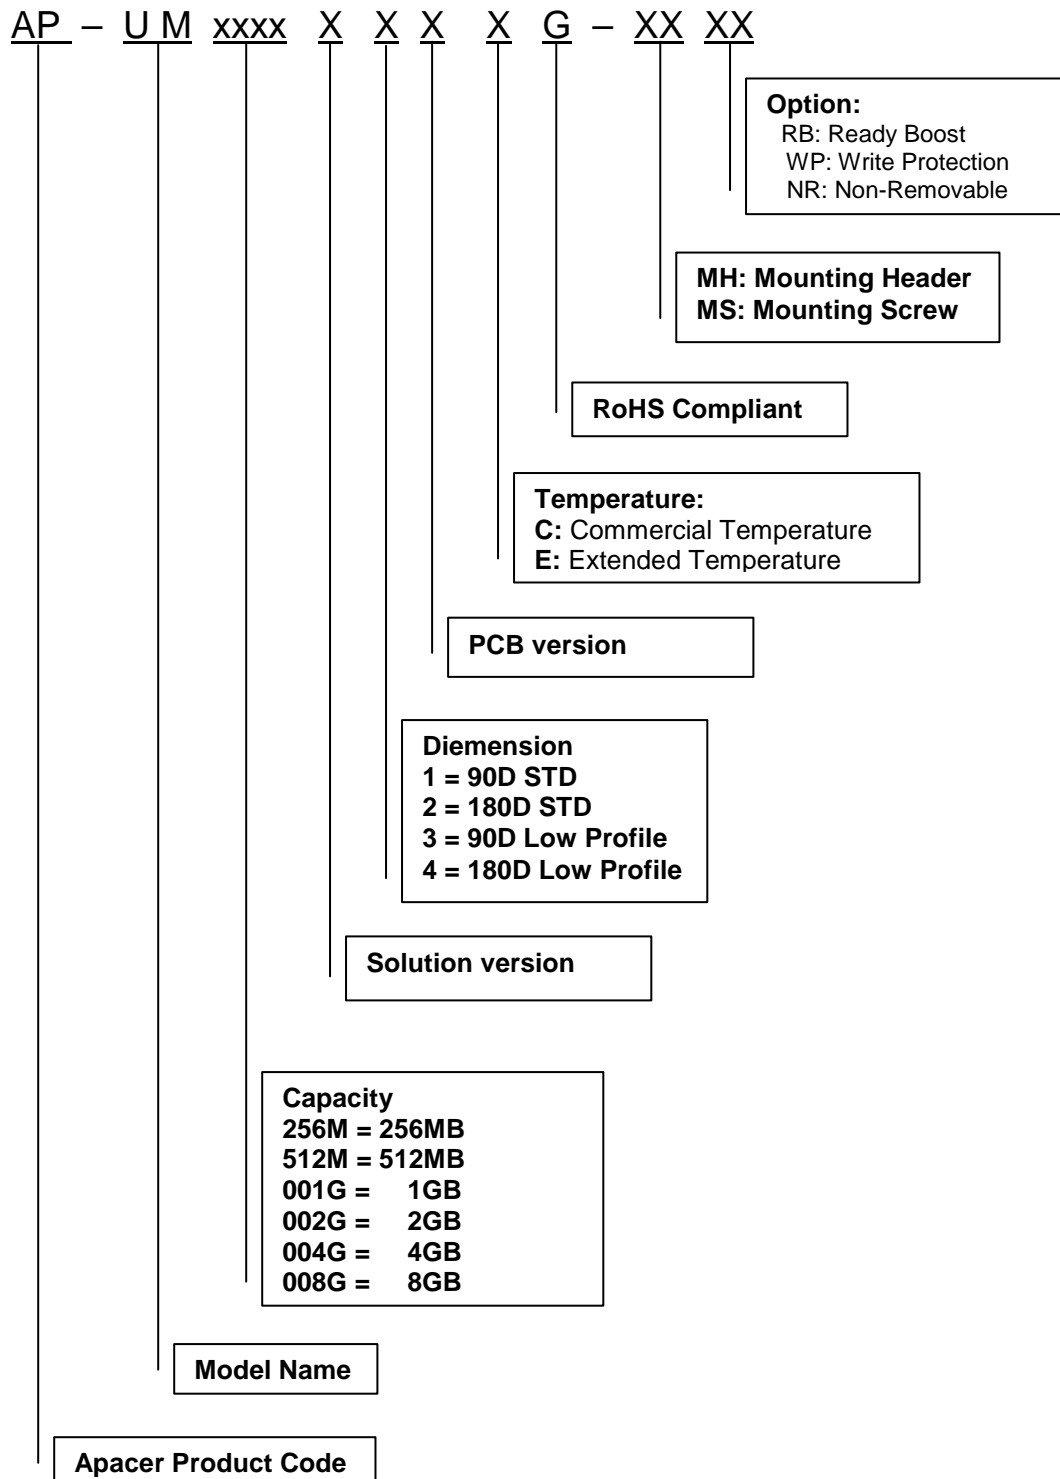 AP – U M xxxx X X X X G – XX XX
Option:
RB: Ready Boost
WP: Write Protection
NR: Non-Removable
MH: Mounting Header
MS: Mounting Screw
RoHS Compliant
Temperature:
C: Commercial Temperature
E: Extended Temperature
PCB version
Diemension
1 = 90D STD
2 = 180D STD
3 = 90D Low Profile
4 = 180D Low Profile
Solution version
Capacity
256M = 256MB
512M = 512MB
001G = 1GB
002G = 2GB
004G = 4GB
008G = 8GB
Model Name
Apacer Product Code